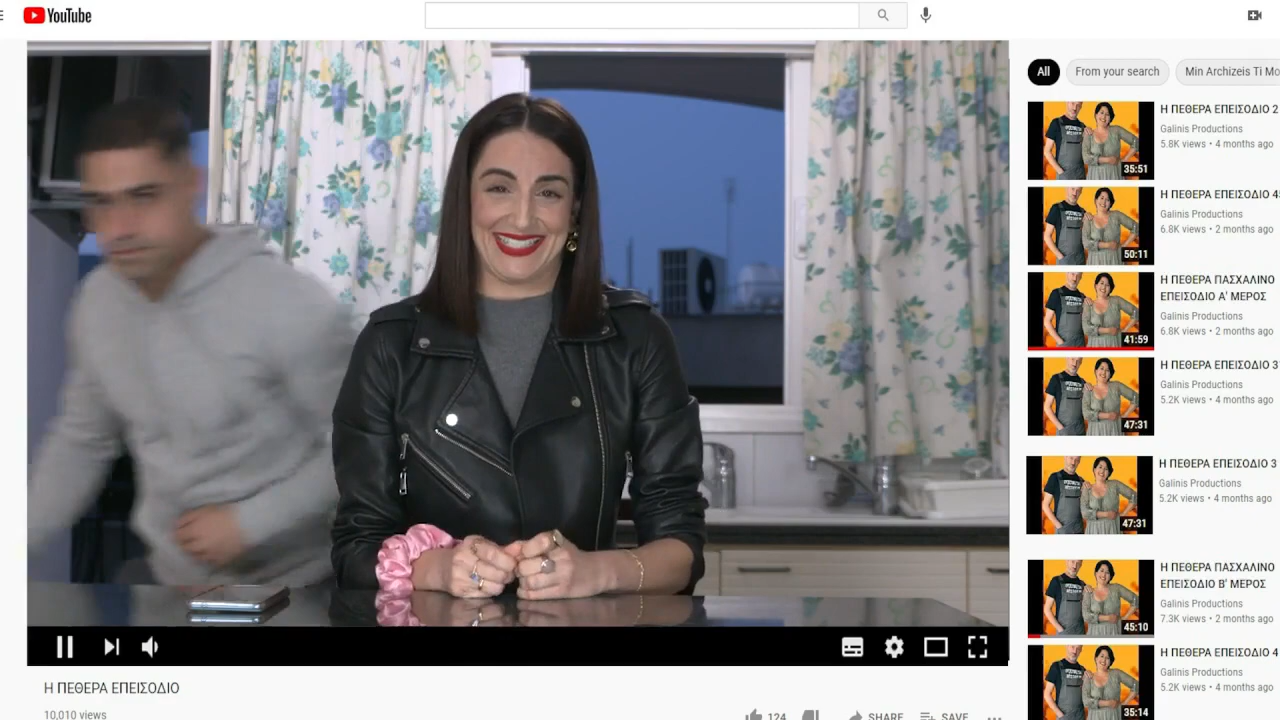 YouTube
All
From your search
Min Archizeis Ti Mo
Η ΠΕΘΕΡΑ ΕΠΕΙΣΟΔΙΟ 2
Galinis Productions
5.8K views • 4 months ago
35:51
Η ΠΕΘΕΡΑ ΕΠΕΙΣΟΔΙΟ 4
Galinis Productions
6.8K views • 2 months ago
50:11
Η ΠΕΘΕΡΑ ΠΑΣΧΑΛΙΝΟ
ΕΠΕΙΣΟΔΙΟ Α' ΜΕΡΟΣ
Galinis Productions
6.8K views • 2 months ago
41:59
Η ΠΕΘΕΡΑ ΕΠΕΙΣΟΔΙΟ 3
Galinis Productions
5.2K views • 4 months ago
47:31
Η ΠΕΘΕΡΑ ΕΠΕΙΣΟΔΙΟ 3
Galinis Productions
5.2K views • 4 months ago
47:31
Η ΠΕΘΕΡΑ ΠΑΣΧΑΛΙΝΟ
ΕΠΕΙΣΟΔΙΟ Β' ΜΕΡΟΣ
Galinis Productions
7.3K views • 2 months ago
45:10
Η ΠΕΘΕΡΑ ΕΠΕΙΣΟΔΙΟ 4
Galinis Productions
5.2K views • 4 months ago
35:14
Η ΠΕΘΕΡΑ ΕΠΕΙΣΟΔΙΟ
10,010 views
124
SHARE
SAVE